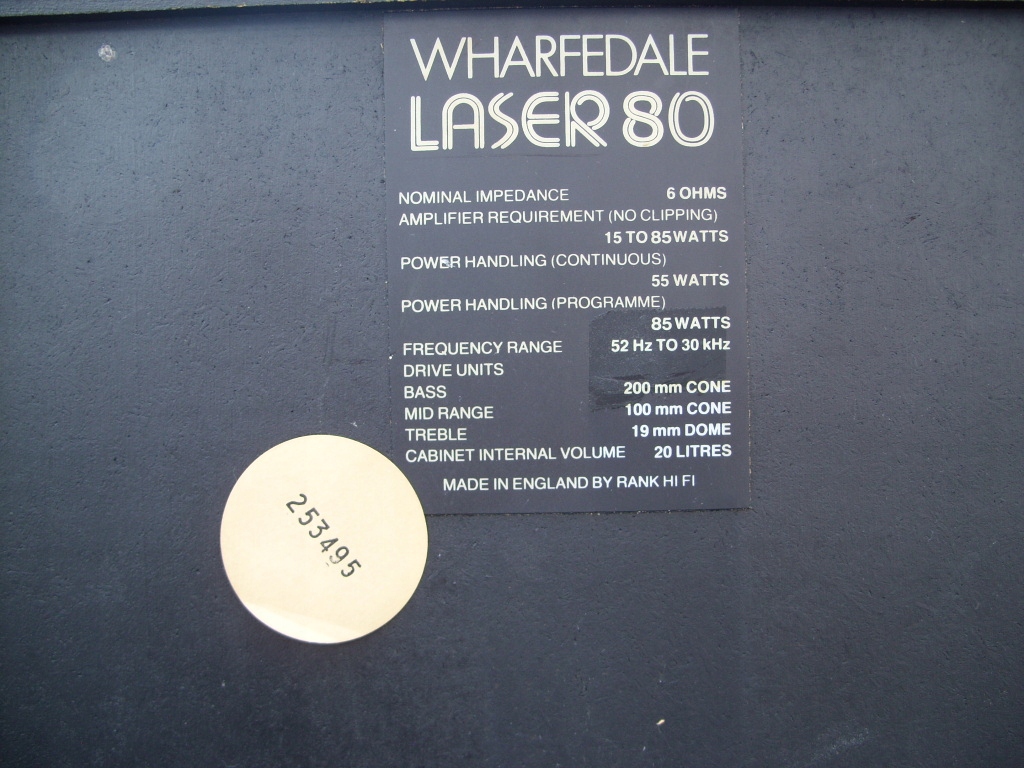 WHARFEDALE
LASER 80
NOMINAL IMPEDANCE 6 OHMS
AMPLIFIER REQUIREMENT (NO CLIPPING)
15 TO 85 WATTS
POWER HANDLING (CONTINUOUS)
55 WATTS
POWER HANDLING (PROGRAMME)
85 WATTS
FREQUENCY RANGE 52 Hz TO 30 kHz
DRIVE UNITS
BASS 200 mm CONE
MID RANGE 100 mm CONE
TREBLE 19 mm DOME
CABINET INTERNAL VOLUME 20 LITRES
MADE IN ENGLAND BY RANK HI FI
253495